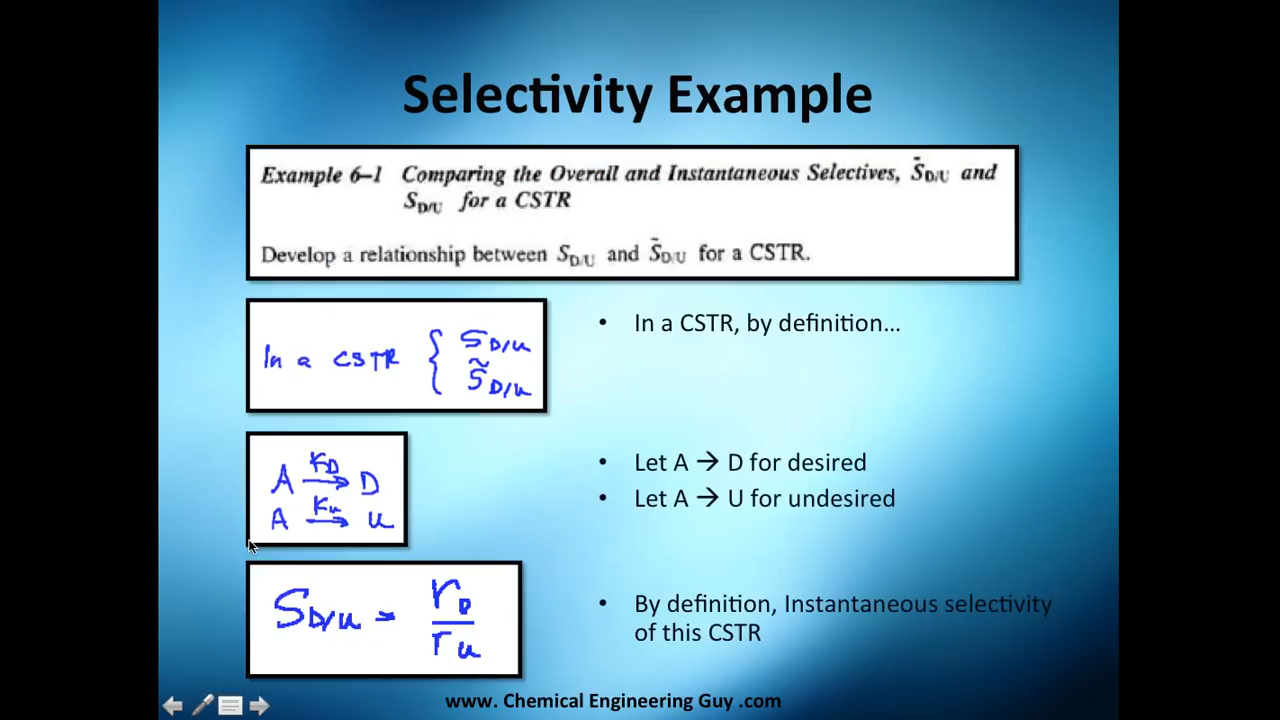 Selectivity Example
Example 6–1 Comparing the Overall and Instantaneous Selectives, S̃D/U and
SD/U for a CSTR
Develop a relationship between SD/U and S̃D/U for a CSTR.
In a CSTR { SD/u
S̃D/u
• In a CSTR, by definition...
A KD→ D
A Ku→ u
• Let A → D for desired
• Let A → U for undesired
SD/u = rD
ru
• By definition, Instantaneous selectivity
of this CSTR
www. Chemical Engineering Guy .com